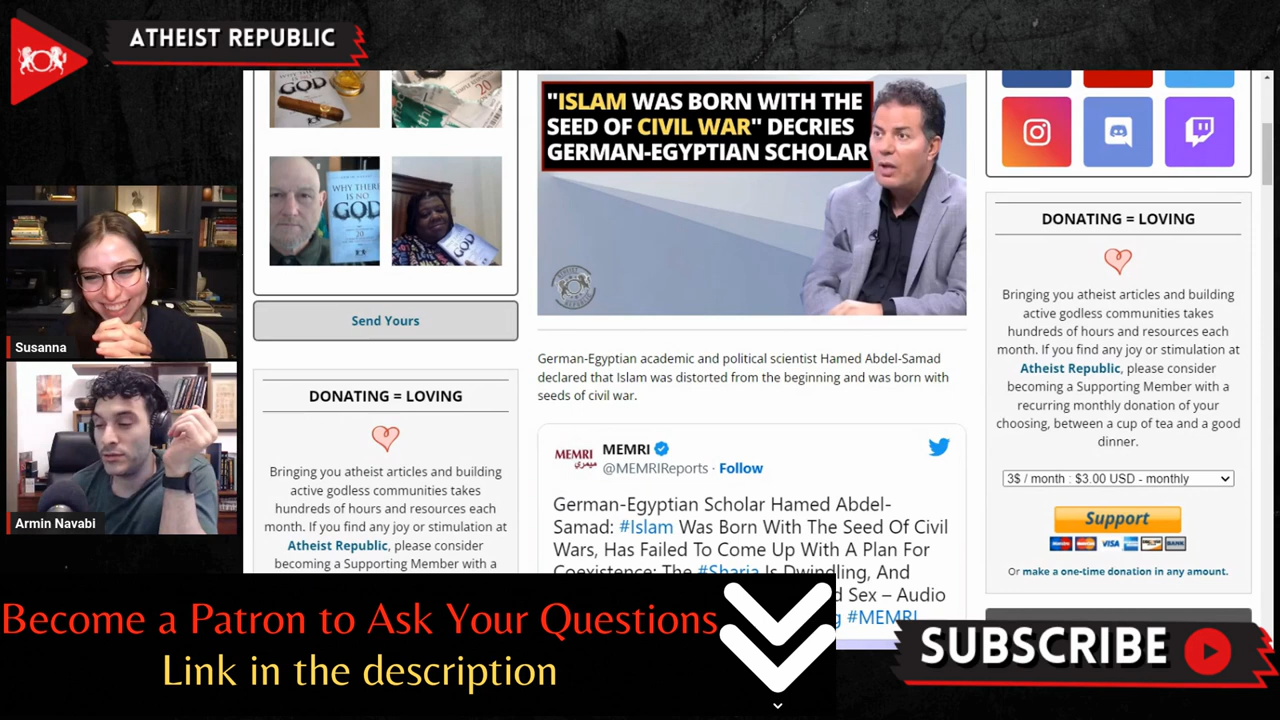 ATHEIST REPUBLIC
GOD
20
WHY THERE
IS NO
GOD
20
GOD
Send Yours
DONATING = LOVING
Bringing you atheist articles and building
active godless communities takes
hundreds of hours and resources each
month. If you find any joy or stimulation at
Atheist Republic, please consider
becoming a Supporting Member with a
Susanna
Armin Navabi
"ISLAM WAS BORN WITH THE
SEED OF CIVIL WAR" DECRIES
GERMAN-EGYPTIAN SCHOLAR
German-Egyptian academic and political scientist Hamed Abdel-Samad
declared that Islam was distorted from the beginning and was born with
seeds of civil war.
MEMRI
ميمري
MEMRI
@MEMRIReports · Follow
German-Egyptian Scholar Hamed Abdel-
Samad: #Islam Was Born With The Seed Of Civil
Wars, Has Failed To Come Up With A Plan For
Coexistence; The #Sharia Is Dwindling, And
d Sex – Audio
g #MEMRI
DONATING = LOVING
Bringing you atheist articles and building
active godless communities takes
hundreds of hours and resources each
month. If you find any joy or stimulation at
Atheist Republic, please consider
becoming a Supporting Member with a
recurring monthly donation of your
choosing, between a cup of tea and a good
dinner.
3$ / month : $3.00 USD - monthly
Support
VISA
BANK
Or make a one-time donation in any amount.
Become a Patron to Ask Your Questions
Link in the description
SUBSCRIBE